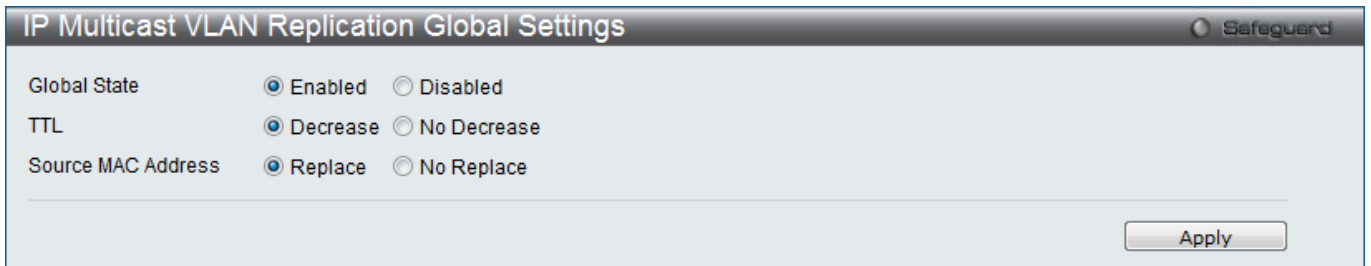 IP Multicast VLAN Replication Global Settings Safeguard
Global State Enabled Disabled
TTL Decrease No Decrease
Source MAC Address Replace No Replace
Apply